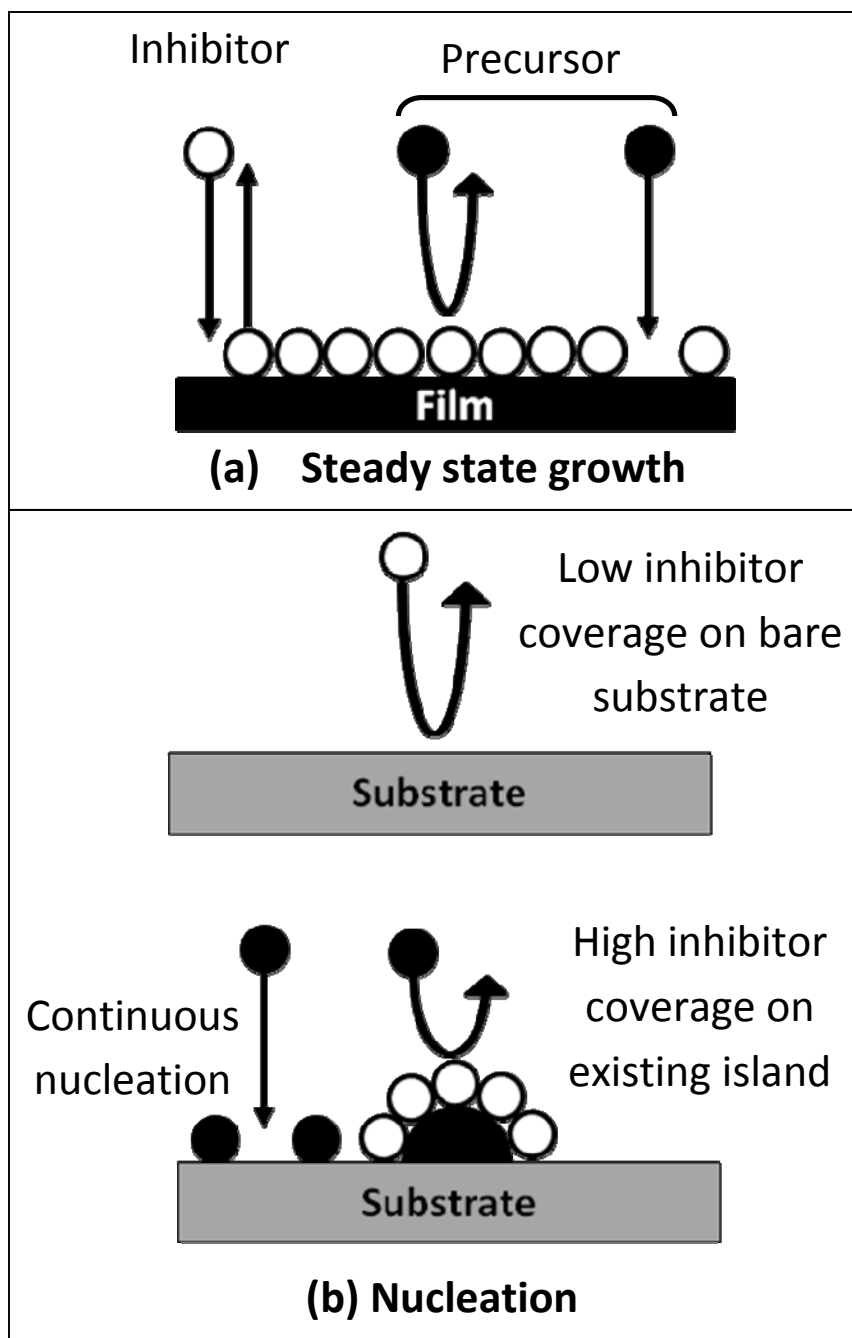 Inhibitor
Precursor
Film
(a) Steady state growth
Low inhibitor
coverage on bare
substrate
Substrate
Continuous
nucleation
High inhibitor
coverage on
existing island
Substrate
(b) Nucleation